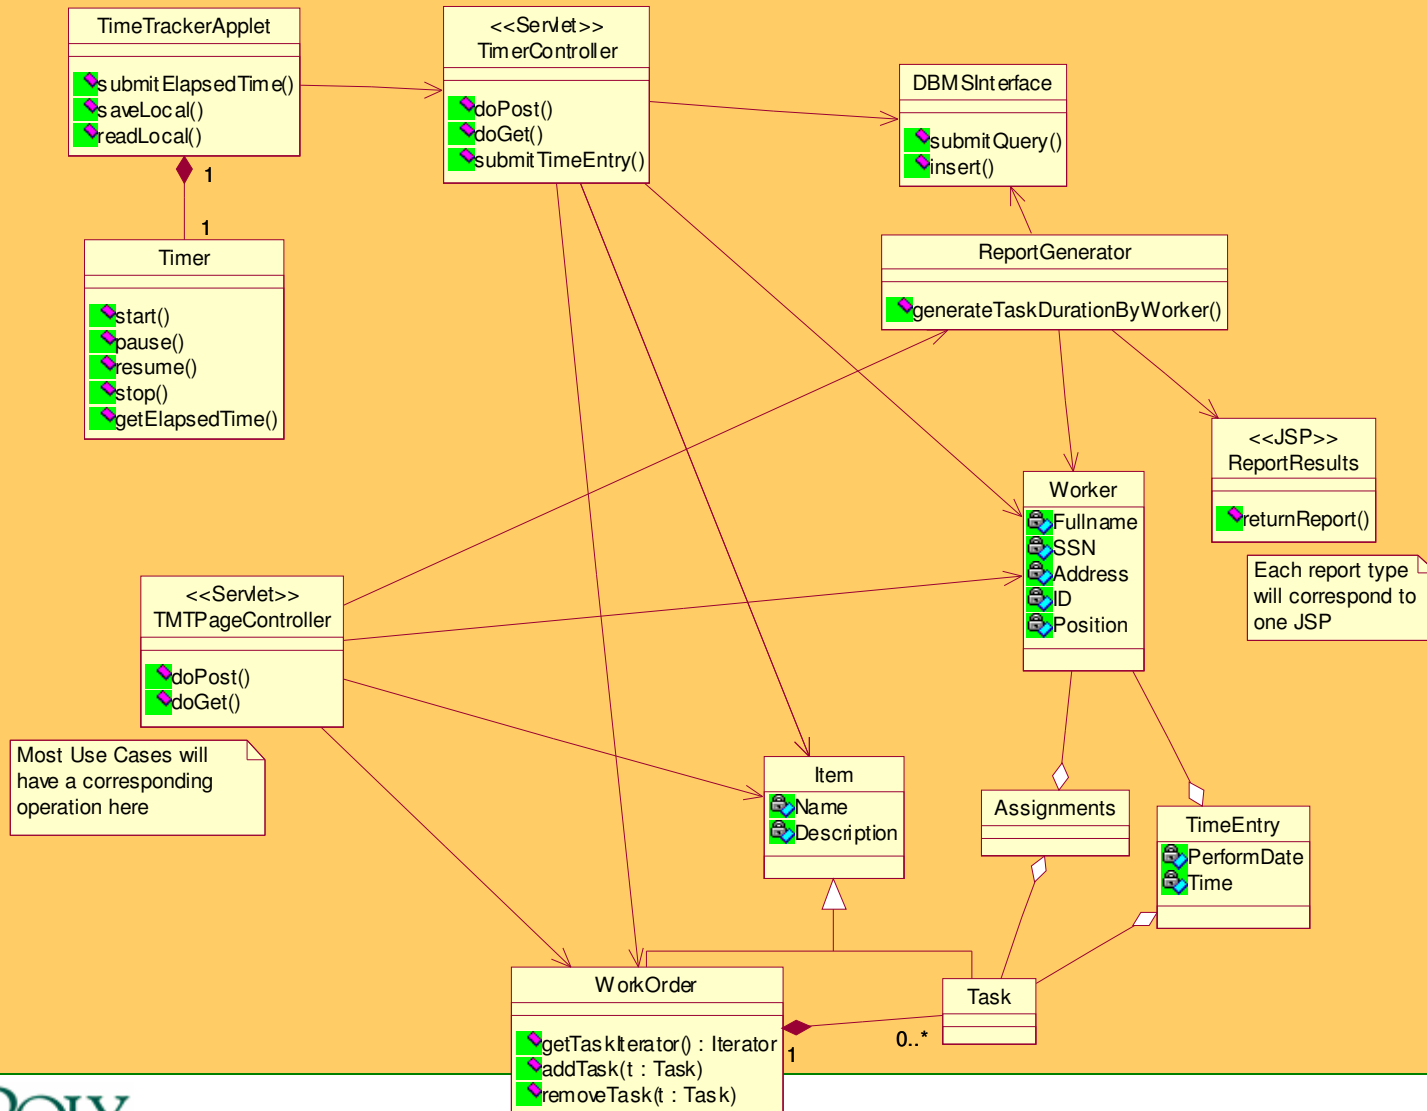 TimeTrackerApplet
submitElapsedTime()
saveLocal()
readLocal()
1
1
Timer
start()
pause()
resume()
stop()
getElapsedTime()
<<Servlet>>
TimerController
doPost()
doGet()
submitTimeEntry()
DBMSInterface
submitQuery()
insert()
ReportGenerator
generateTaskDurationByWorker()
<<JSP>>
ReportResults
returnReport()
Each report type
will correspond to
one JSP
Worker
Fullname
SSN
Address
ID
Position
<<Servlet>>
TMTPageController
doPost()
doGet()
Most Use Cases will
have a corresponding
operation here
Item
Name
Description
Assignments
TimeEntry
PerformDate
Time
WorkOrder
getTaskIterator() : Iterator
addTask(t : Task)
removeTask(t : Task)
1
0..*
Task
POLY